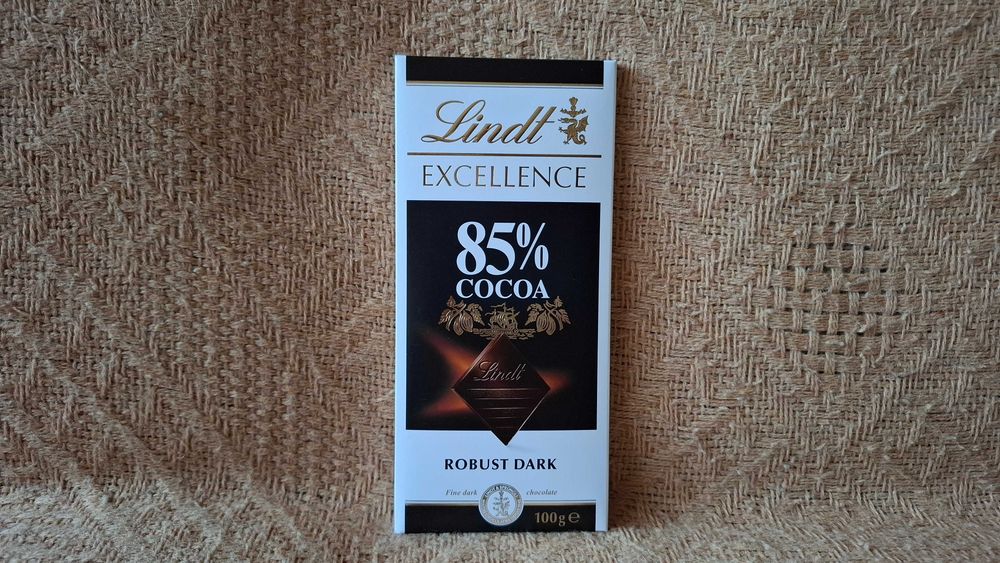 Lindt
EXCELLENCE
85%
COCOA
Lindt
ROBUST DARK
Fine dark chocolate
100g e